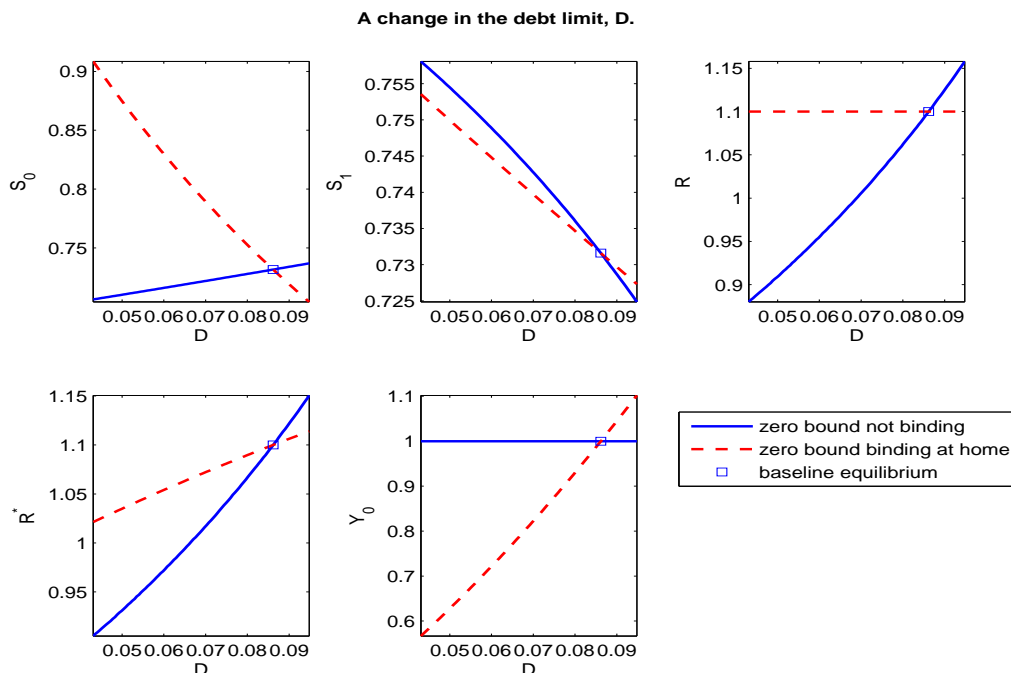 A change in the debt limit, D.
0.9
0.85
0.8
0.75
S_0
0.05 0.06 0.07 0.08 0.09
D
0.755
0.75
0.745
0.74
0.735
0.73
0.725
S_1
0.05 0.06 0.07 0.08 0.09
D
1.15
1.1
1.05
1
0.95
0.9
R
0.05 0.06 0.07 0.08 0.09
D
1.15
1.1
1.05
1
0.95
R^*
0.05 0.06 0.07 0.08 0.09
D
1.1
1
0.9
0.8
0.7
0.6
Y_0
0.05 0.06 0.07 0.08 0.09
D
zero bound not binding
zero bound binding at home
baseline equilibrium